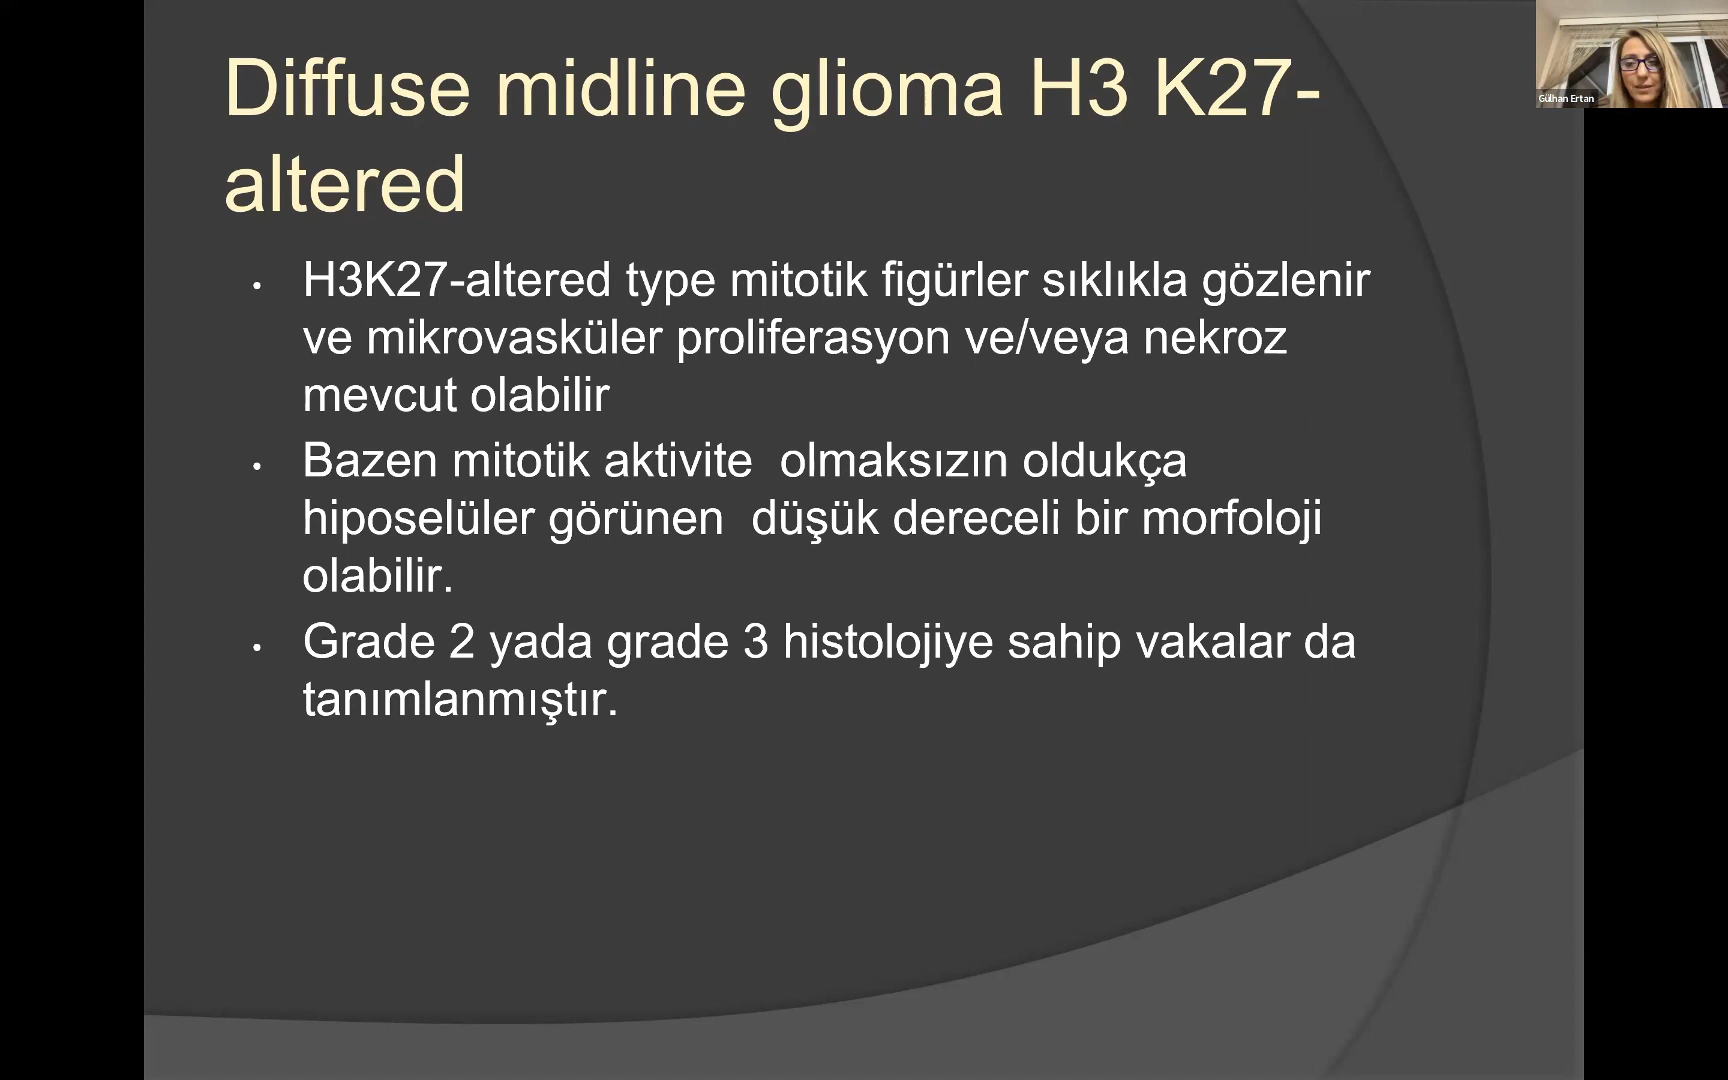 Diffuse midline glioma H3 K27-
altered
• H3K27-altered type mitotik figürler sıklıkla gözlenir
ve mikrovasküler proliferasyon ve/veya nekroz
mevcut olabilir
• Bazen mitotik aktivite  olmaksızın oldukça
hiposelüler görünen  düşük dereceli bir morfoloji
olabilir.
• Grade 2 yada grade 3 histolojiye sahip vakalar da
tanımlanmıştır.
Gülhan Ertan